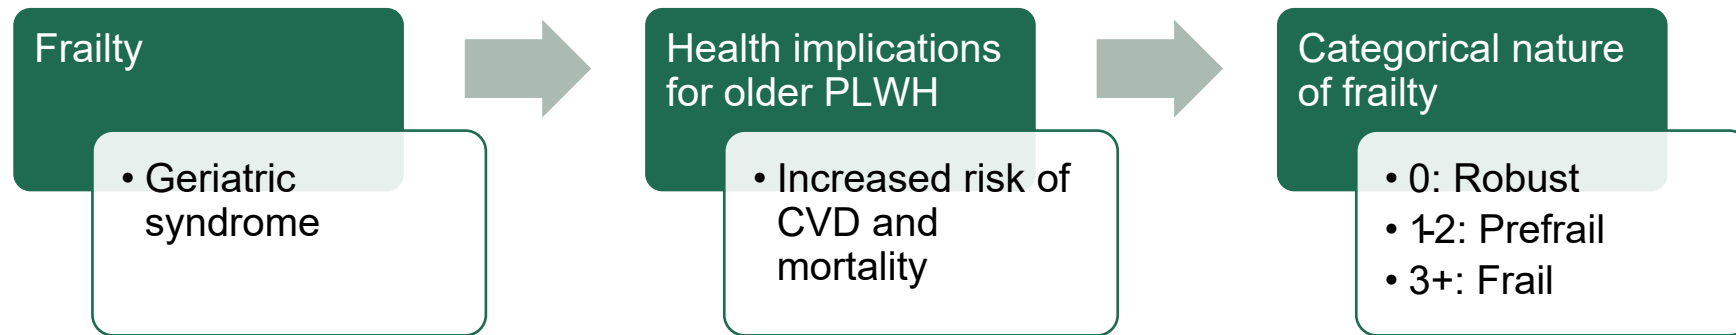 Frailty
• Geriatric
syndrome
Health implications
for older PLWH
• Increased risk of
CVD and
mortality
Categorical nature
of frailty
• 0: Robust
• 1-2: Prefrail
• 3+: Frail